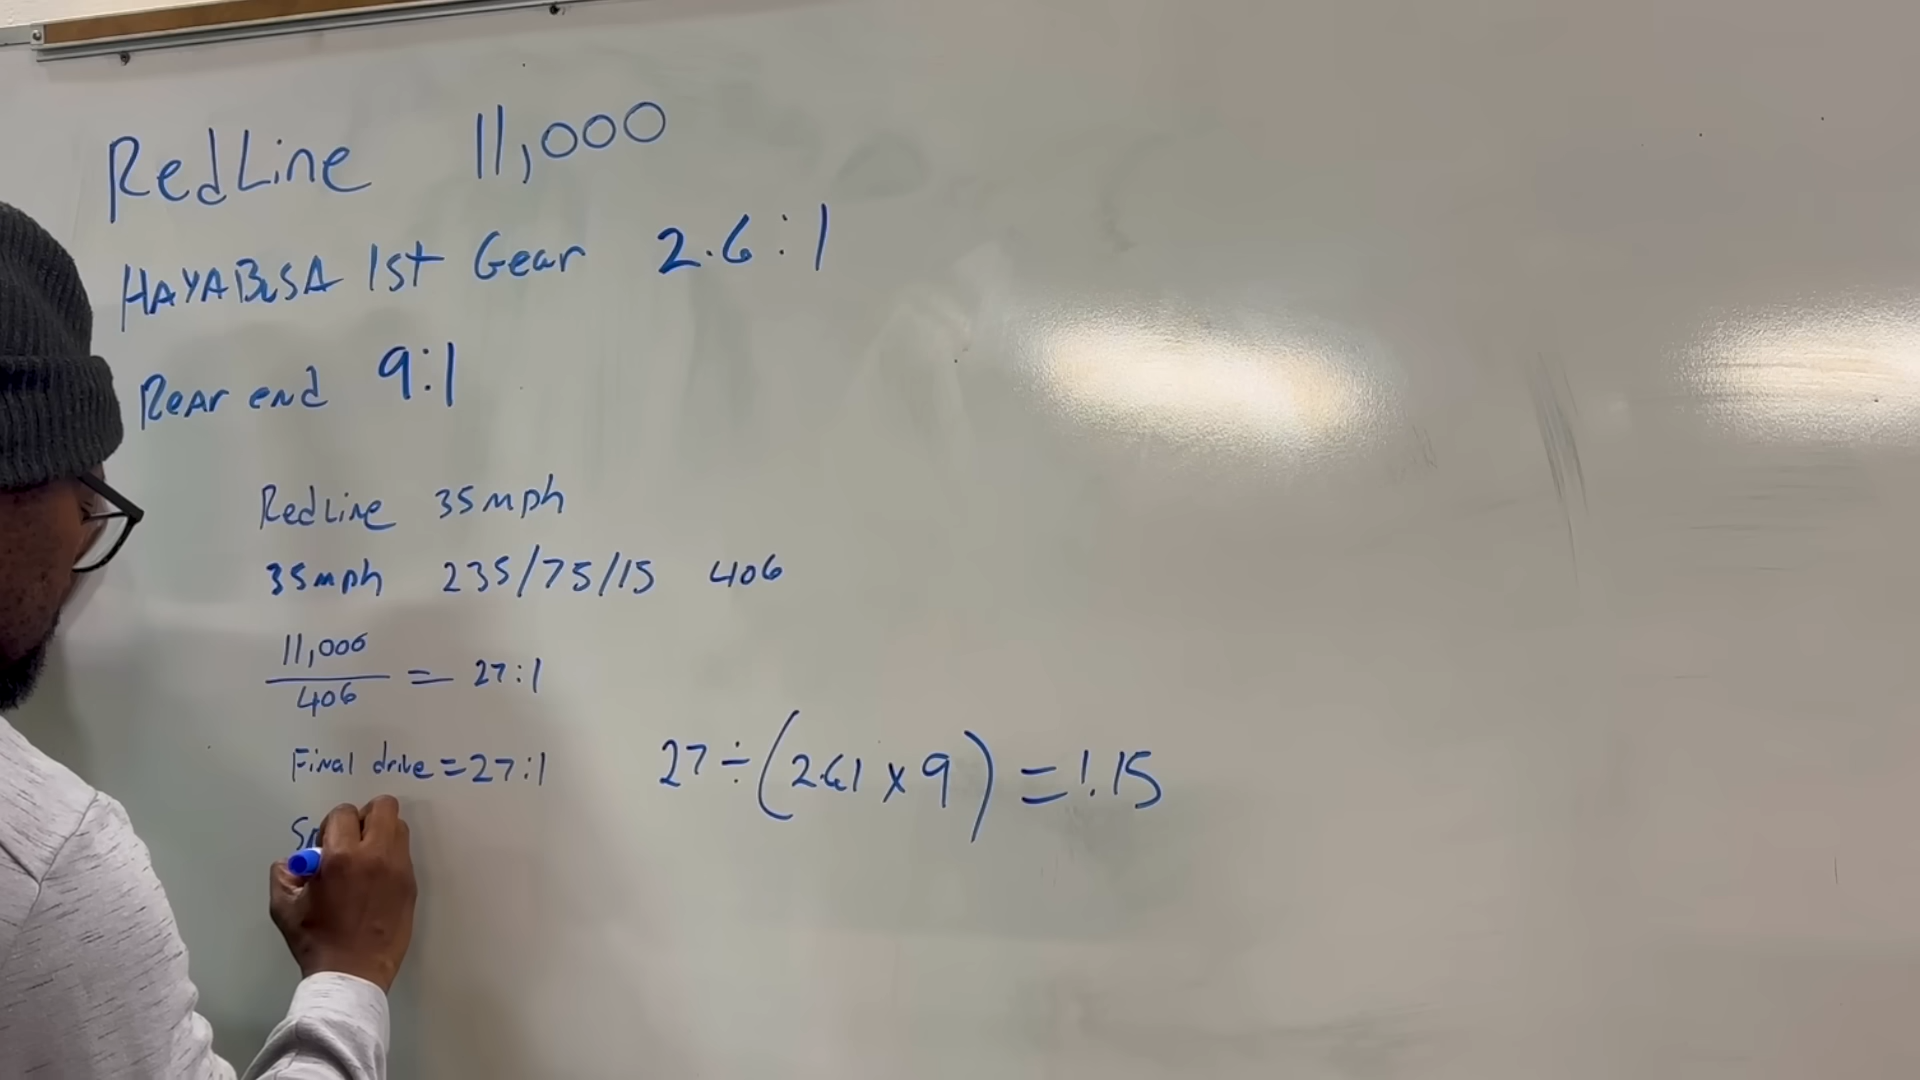 RedLine 11,000
HAYABUSA 1st Gear 2.6:1
Rear end 9:1
RedLine 35mph
35mph 235/75/15 406
11,000
406
= 27:1
Final drive = 27:1
27 ÷ (2.61 x 9) = 1.15